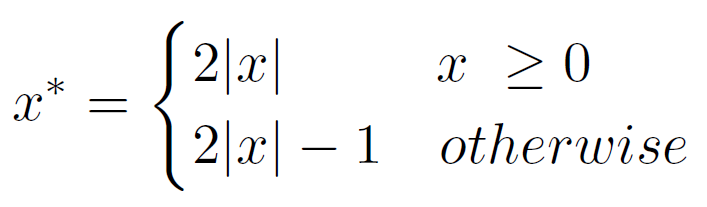 x* = { 2|x| x ≥ 0
2|x| − 1 otherwise